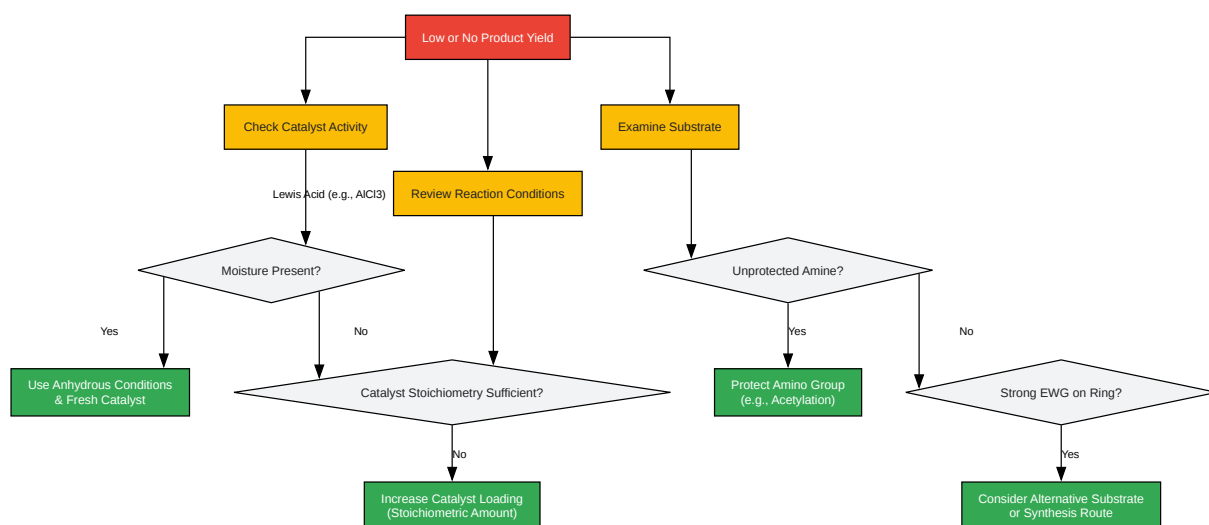 Low or No Product Yield
Check Catalyst Activity
Examine Substrate
Lewis Acid (e.g., AlCl3)
Review Reaction Conditions
Moisture Present?
Unprotected Amine?
Yes
No
Yes
No
Use Anhydrous Conditions
& Fresh Catalyst
Catalyst Stoichiometry Sufficient?
Protect Amino Group
(e.g., Acetylation)
Strong EWG on Ring?
No
Yes
Increase Catalyst Loading
(Stoichiometric Amount)
Consider Alternative Substrate
or Synthesis Route